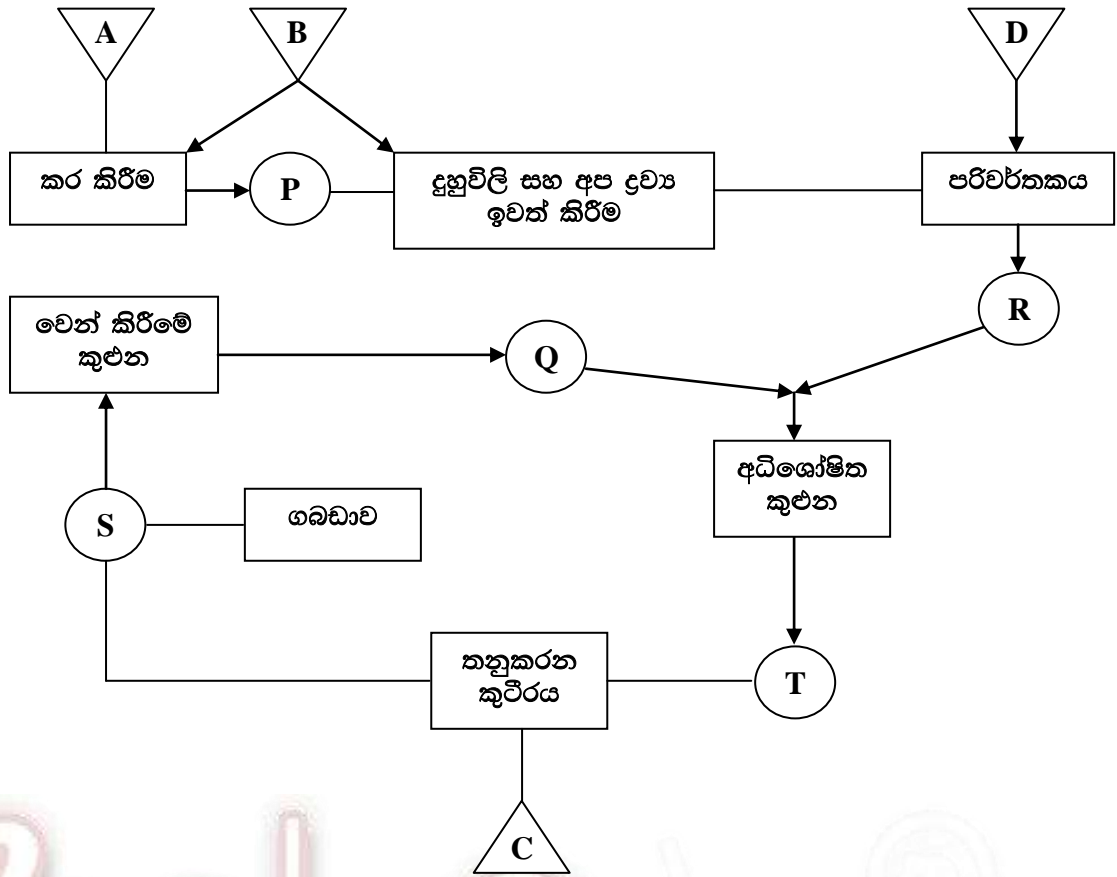 A
B
D
කර කිරීම
P
දුහුවිලි සහ අප ද්‍රව්‍ය
ඉවත් කිරීම
පරිවර්තකය
R
වෙන් කිරීමේ
කුළුන
Q
අධිශෝෂිත
කුළුන
S
ගබඩාව
තනුකරන
කුටීරය
T
C